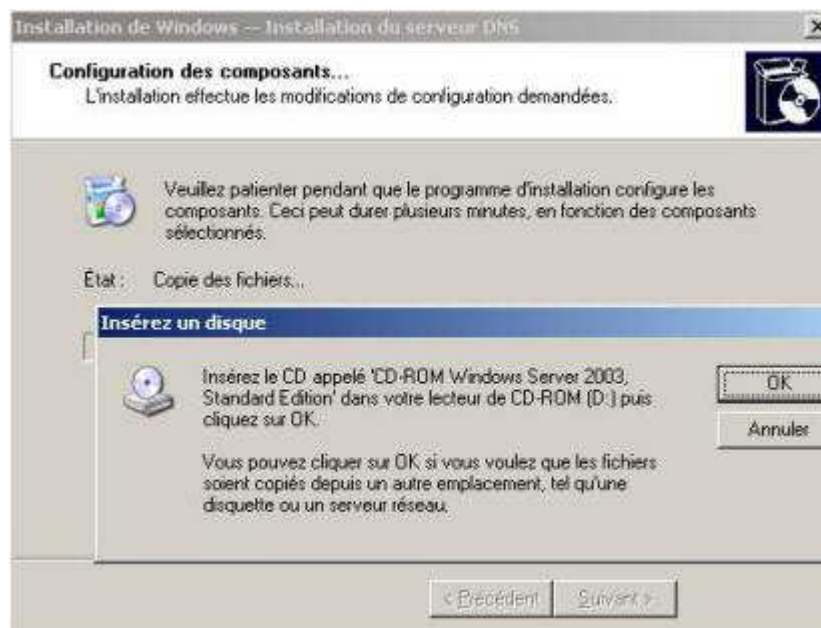 Installation de Windows -- Installation du serveur DNS
Configuration des composants...
L'installation effectue les modifications de configuration demandées.
Veuillez patienter pendant que le programme d'installation configure les
composants. Ceci peut durer plusieurs minutes, en fonction des composants
sélectionnés.
État : Copie des fichiers...
Insérez un disque
Insérez le CD appelé 'CD-ROM Windows Server 2003,
Standard Edition' dans votre lecteur de CD-ROM (D:) puis
cliquez sur OK.
OK
Annuler
Vous pouvez cliquer sur OK si vous voulez que les fichiers
soient copiés depuis un autre emplacement, tel qu'une
disquette ou un serveur réseau.
< Précédent Suivant >